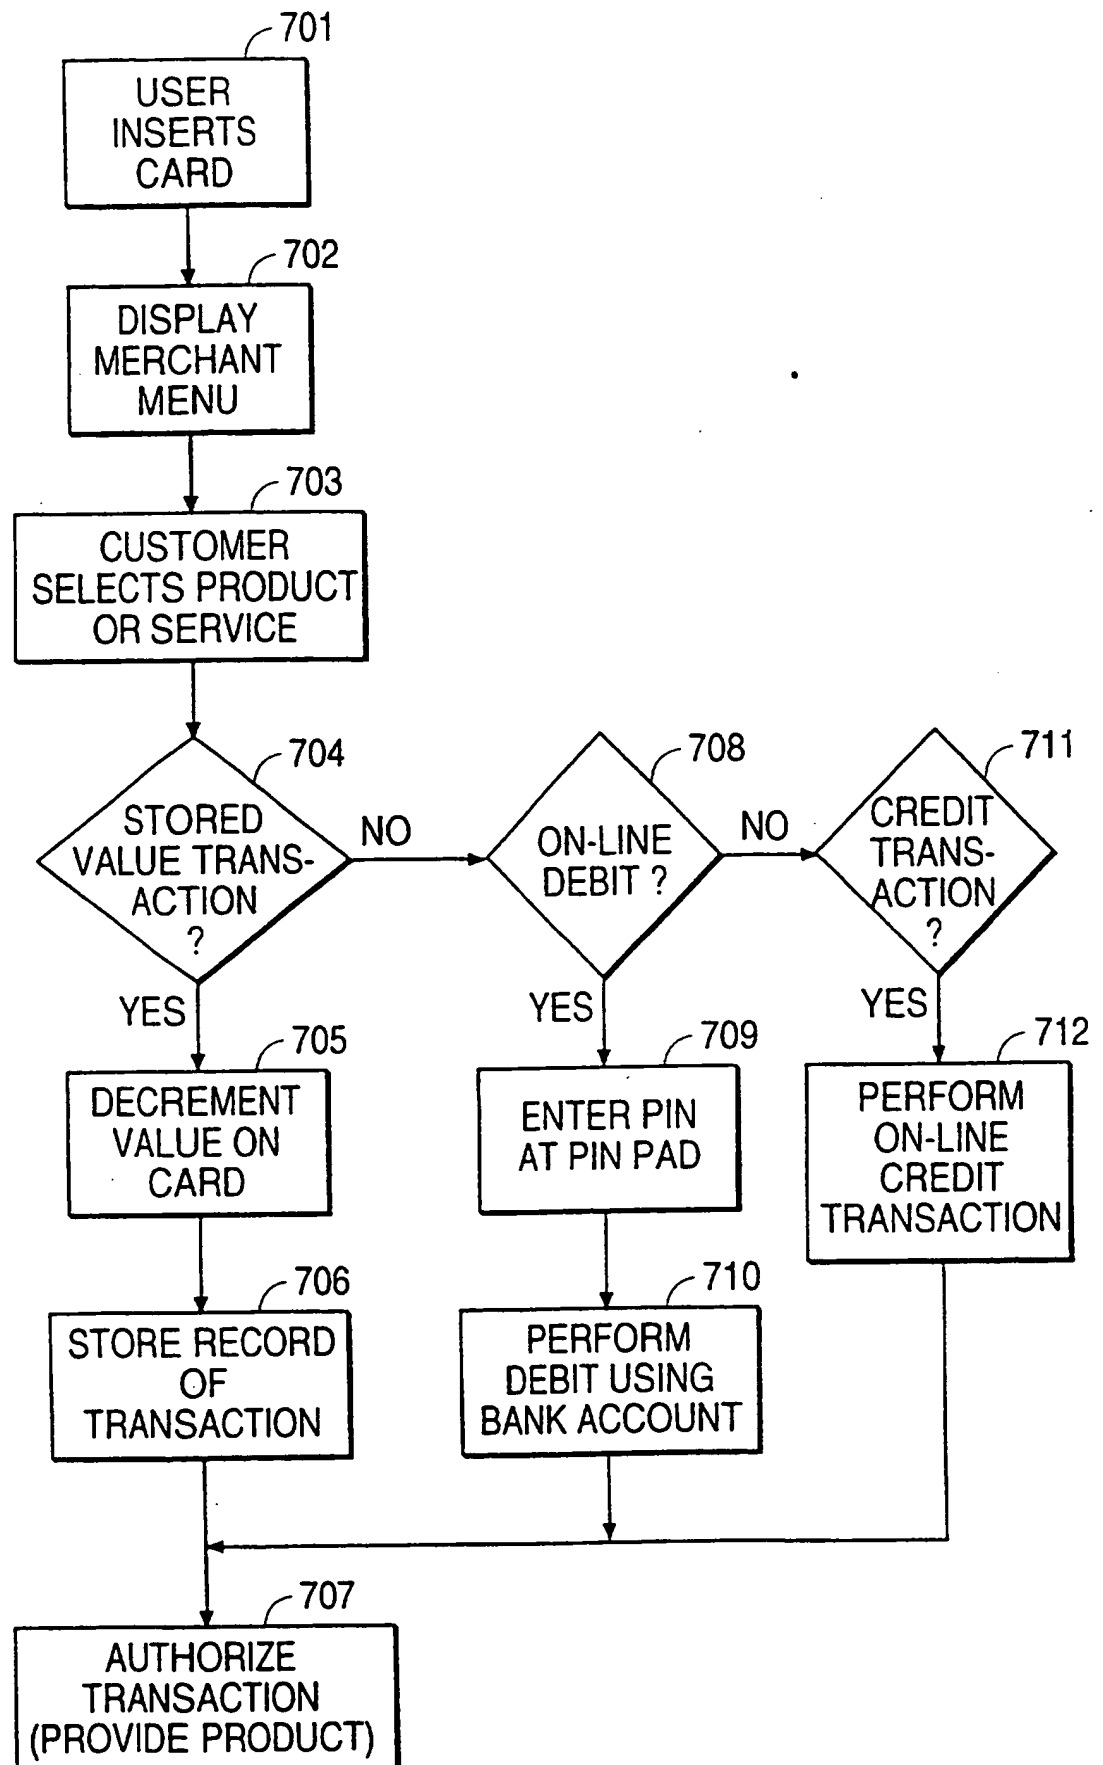 701
USER
INSERTS
CARD
702
DISPLAY
MERCHANT
MENU
703
CUSTOMER
SELECTS PRODUCT
OR SERVICE
704
STORED
VALUE TRANS-
ACTION
?
NO
708
ON-LINE
DEBIT ?
NO
711
CREDIT
TRANS-
ACTION
?
YES
705
DECREMENT
VALUE ON
CARD
706
STORE RECORD
OF
TRANSACTION
YES
709
ENTER PIN
AT PIN PAD
710
PERFORM
DEBIT USING
BANK ACCOUNT
YES
712
PERFORM
ON-LINE
CREDIT
TRANSACTION
707
AUTHORIZE
TRANSACTION
(PROVIDE PRODUCT)